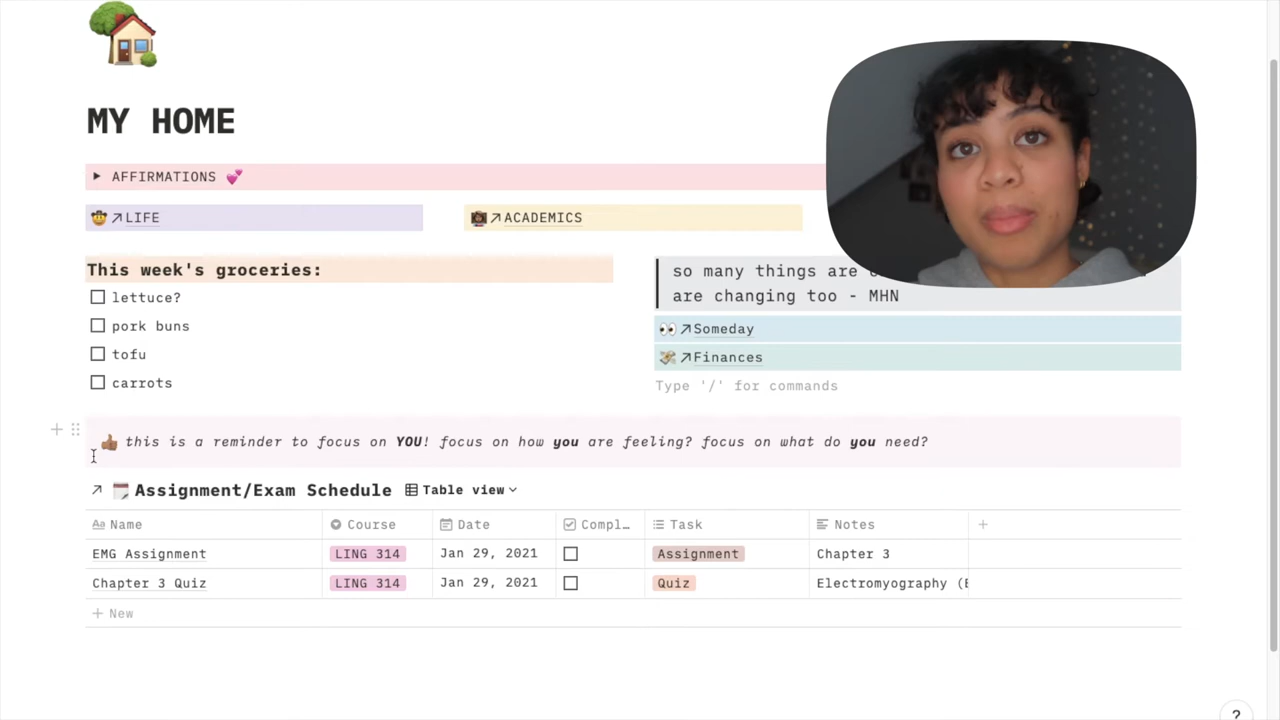 MY HOME
AFFIRMATIONS 💕
LIFE
ACADEMICS
This week's groceries:
lettuce?
pork buns
tofu
carrots
so many things are
are changing too - MHN
Someday
Finances
Type '/' for commands
this is a reminder to focus on YOU! focus on how you are feeling? focus on what do you need?
Assignment/Exam Schedule Table view
Name Course Date Compl… Task Notes
EMG Assignment LING 314 Jan 29, 2021 Assignment Chapter 3
Chapter 3 Quiz LING 314 Jan 29, 2021 Quiz Electromyography (
+ New
?